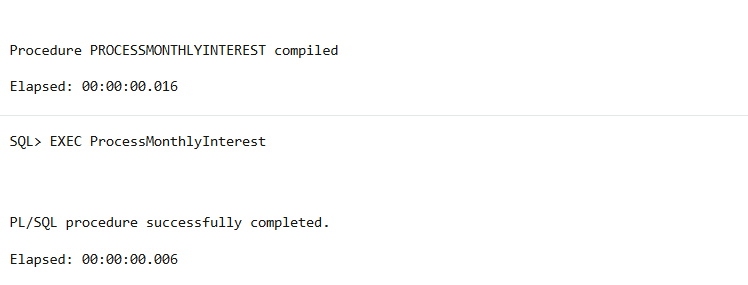 Procedure PROCESSMONTHLYINTEREST compiled
Elapsed: 00:00:00.016
SQL> EXEC ProcessMonthlyInterest
PL/SQL procedure successfully completed.
Elapsed: 00:00:00.006